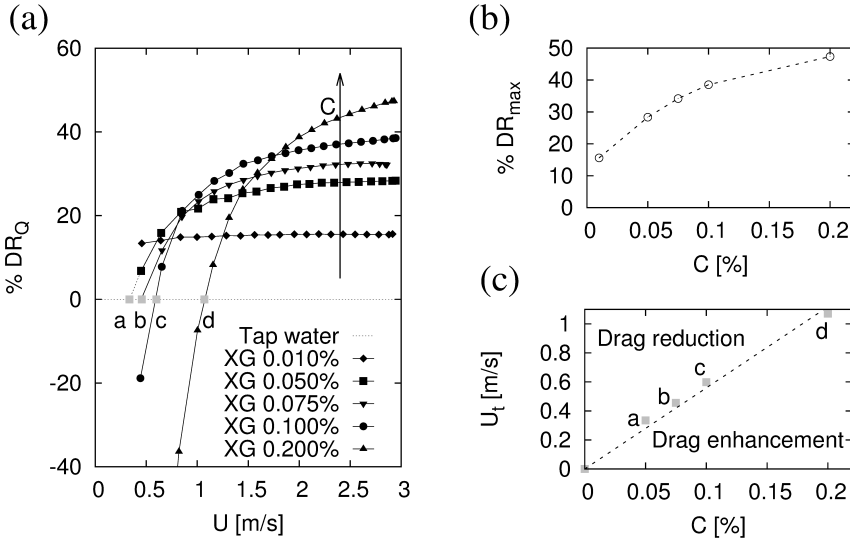 (a)
60
40
20
0
-20
-40
% DR_Q
C
a b c d
Tap water
XG 0.010%
XG 0.050%
XG 0.075%
XG 0.100%
XG 0.200%
0 0.5 1 1.5 2 2.5 3
U [m/s]
(b)
50
40
30
20
10
0
% DR_max
0 0.05 0.1 0.15 0.2
C [%]
(c)
1
0.8
0.6
0.4
0.2
0
U_t [m/s]
Drag reduction
d
c
b
a
Drag enhancement
0 0.05 0.1 0.15 0.2
C [%]